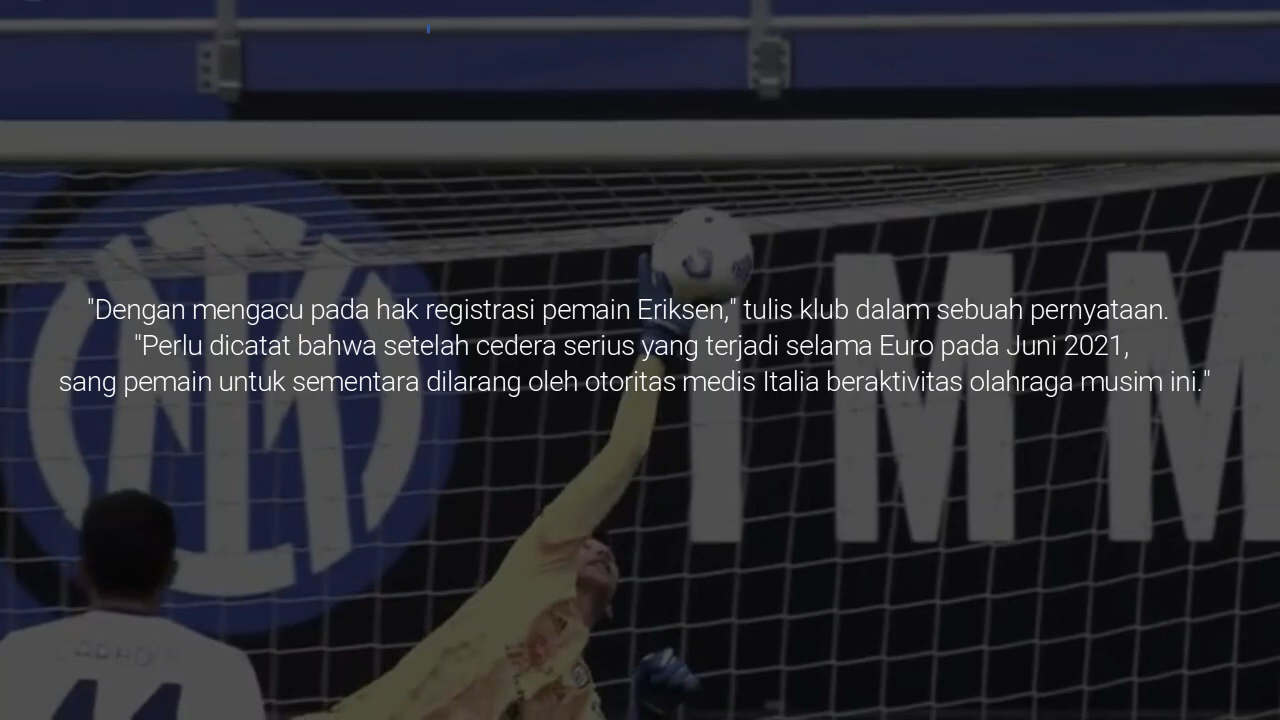 "Dengan mengacu pada hak registrasi pemain Eriksen," tulis klub dalam sebuah pernyataan.
"Perlu dicatat bahwa setelah cedera serius yang terjadi selama Euro pada Juni 2021,
sang pemain untuk sementara dilarang oleh otoritas medis Italia beraktivitas olahraga musim ini."
IMM
11